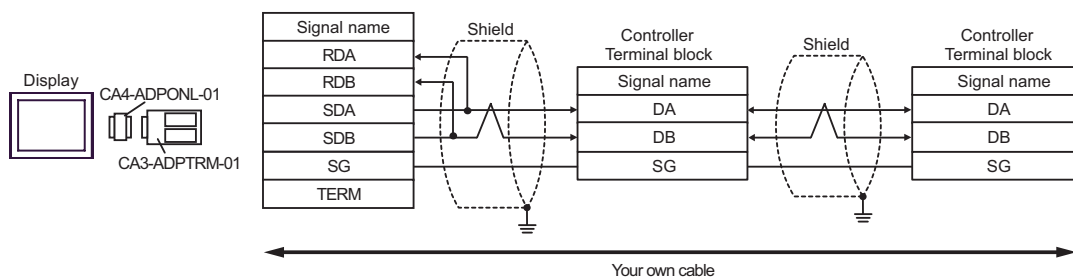 Display
CA4-ADPONL-01
CA3-ADPTRM-01
Signal name
RDA
RDB
SDA
SDB
SG
TERM
Shield
Controller
Terminal block
Signal name
DA
DB
SG
Shield
Controller
Terminal block
Signal name
DA
DB
SG
Your own cable